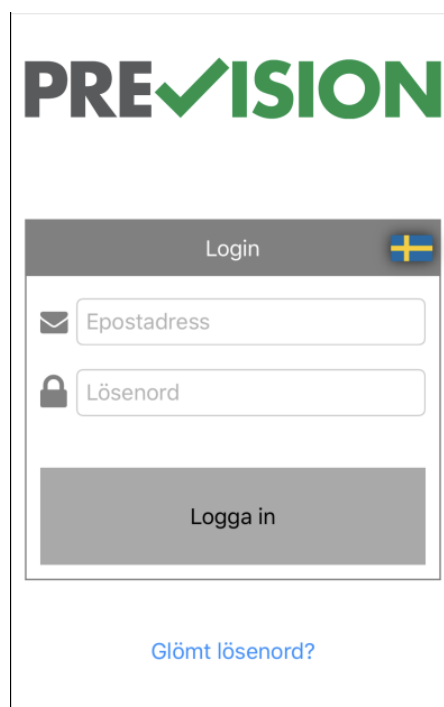 PREVISION
Login
Epostadress
Lösenord
Logga in
Glömt lösenord?